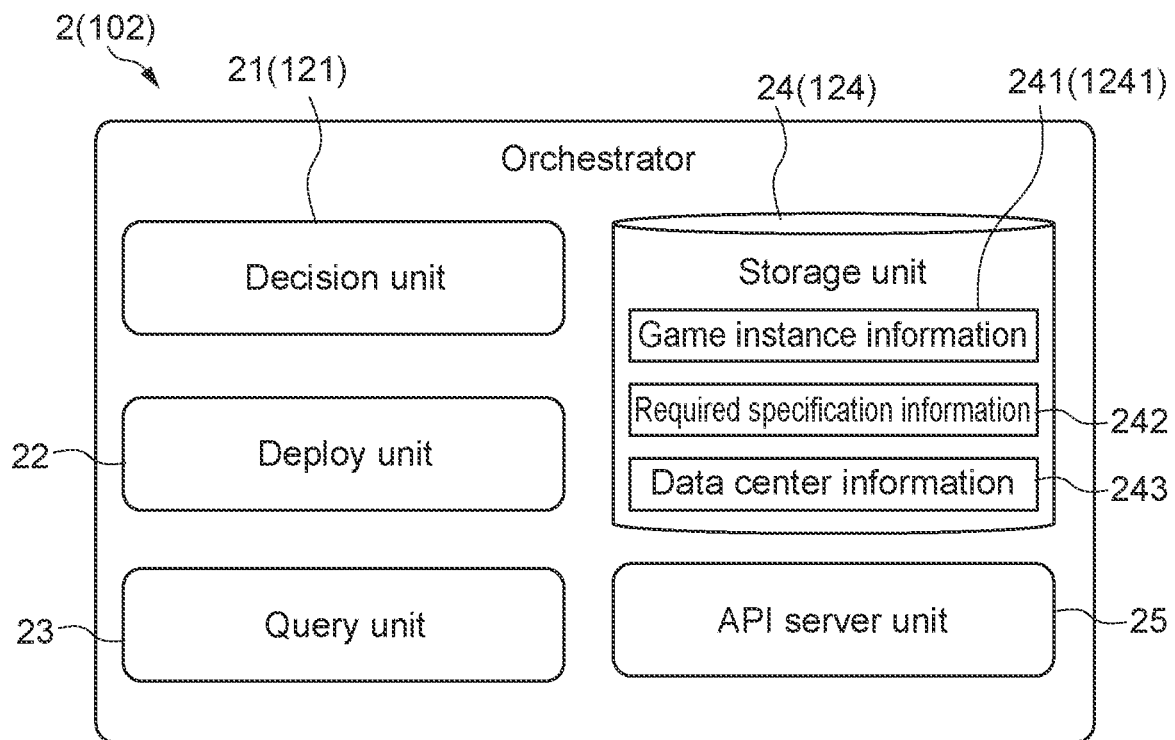 2(102)
21(121)
24(124)
241(1241)
Orchestrator
Decision unit
Storage unit
Game instance information
Required specification information
242
Data center information
243
22
Deploy unit
23
Query unit
API server unit
25